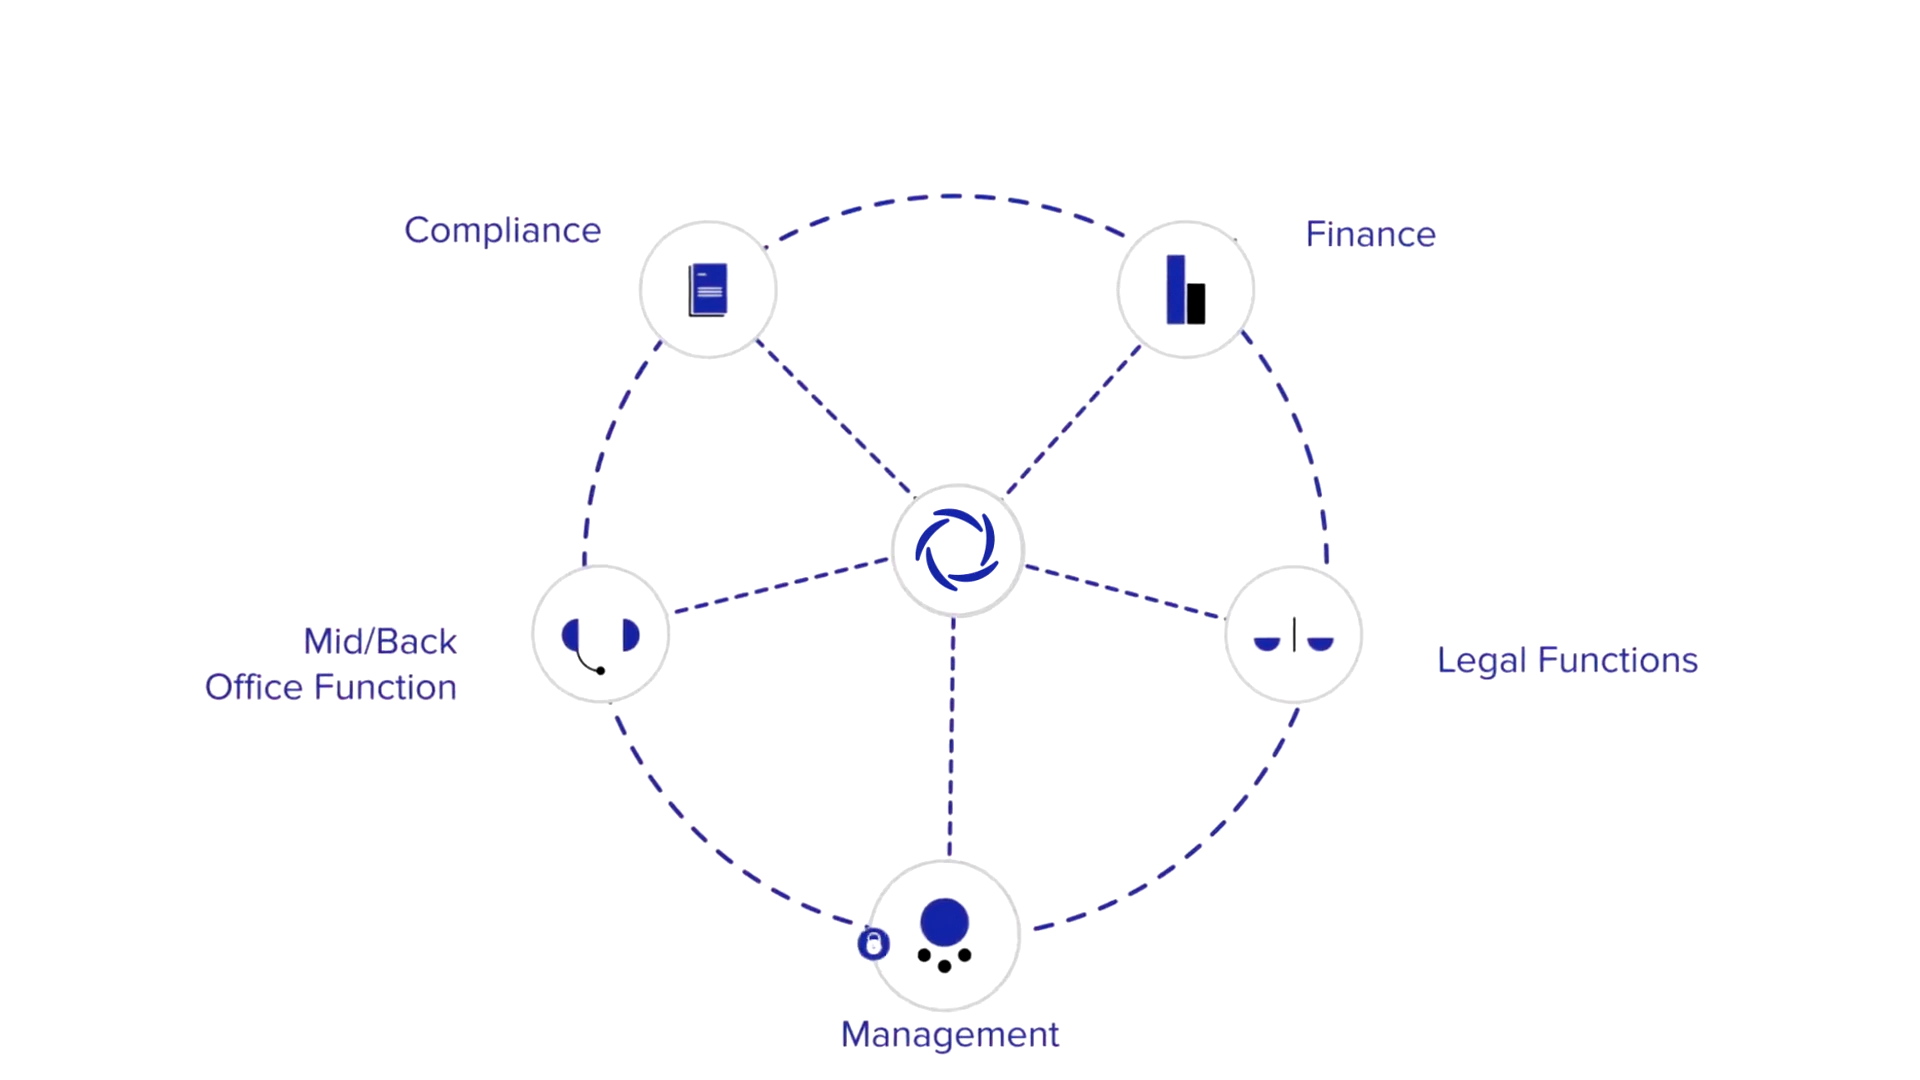 Compliance
Finance
Mid/Back
Office Function
Legal Functions
Management